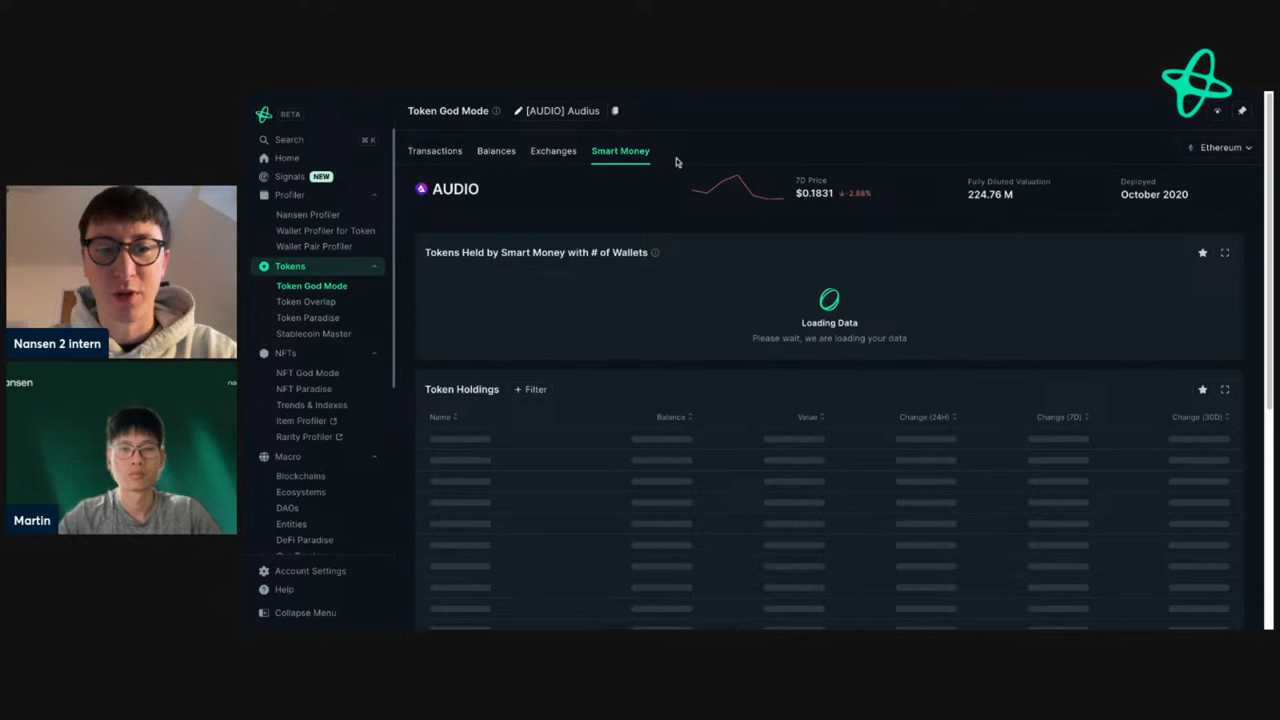 Token God Mode
[AUDIO] Audius
BETA
Search
⌘ K
Home
Signals NEW
Profiler
Nansen Profiler
Wallet Profiler for Token
Wallet Pair Profiler
Tokens
Token God Mode
Token Overlap
Token Paradise
Stablecoin Master
NFTs
NFT God Mode
NFT Paradise
Trends & Indexes
Item Profiler
Rarity Profiler
Macro
Blockchains
Ecosystems
DAOs
Entities
DeFi Paradise
Account Settings
Help
Collapse Menu
Transactions
Balances
Exchanges
Smart Money
Ethereum
AUDIO
7D Price
$0.1831 -2.88%
Fully Diluted Valuation
224.76 M
Deployed
October 2020
Tokens Held by Smart Money with # of Wallets
Loading Data
Please wait, we are loading your data
Token Holdings
+ Filter
Name
Balance
Value
Change (24H)
Change (7D)
Change (30D)
Nansen 2 Intern
nsen
na
Martin